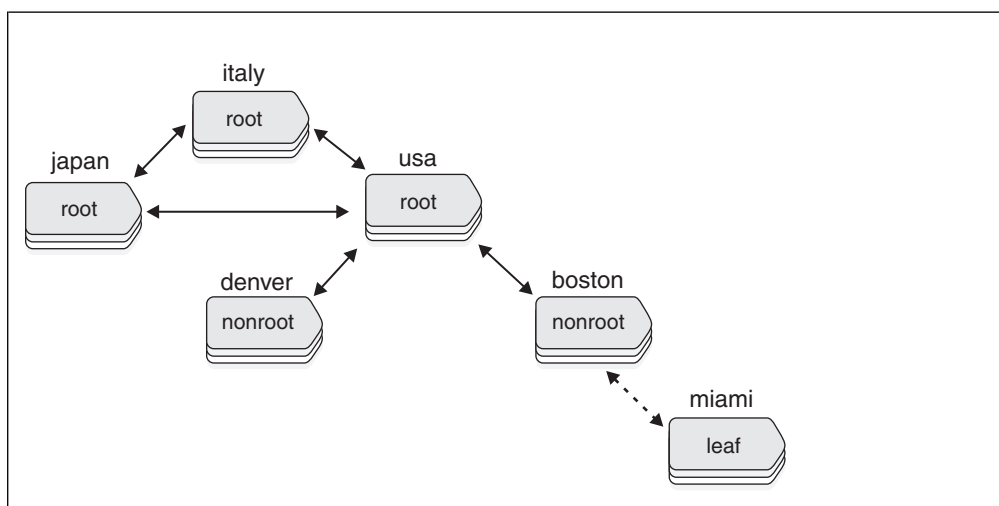 italy
root
japan
root
usa
root
denver
nonroot
boston
nonroot
miami
leaf